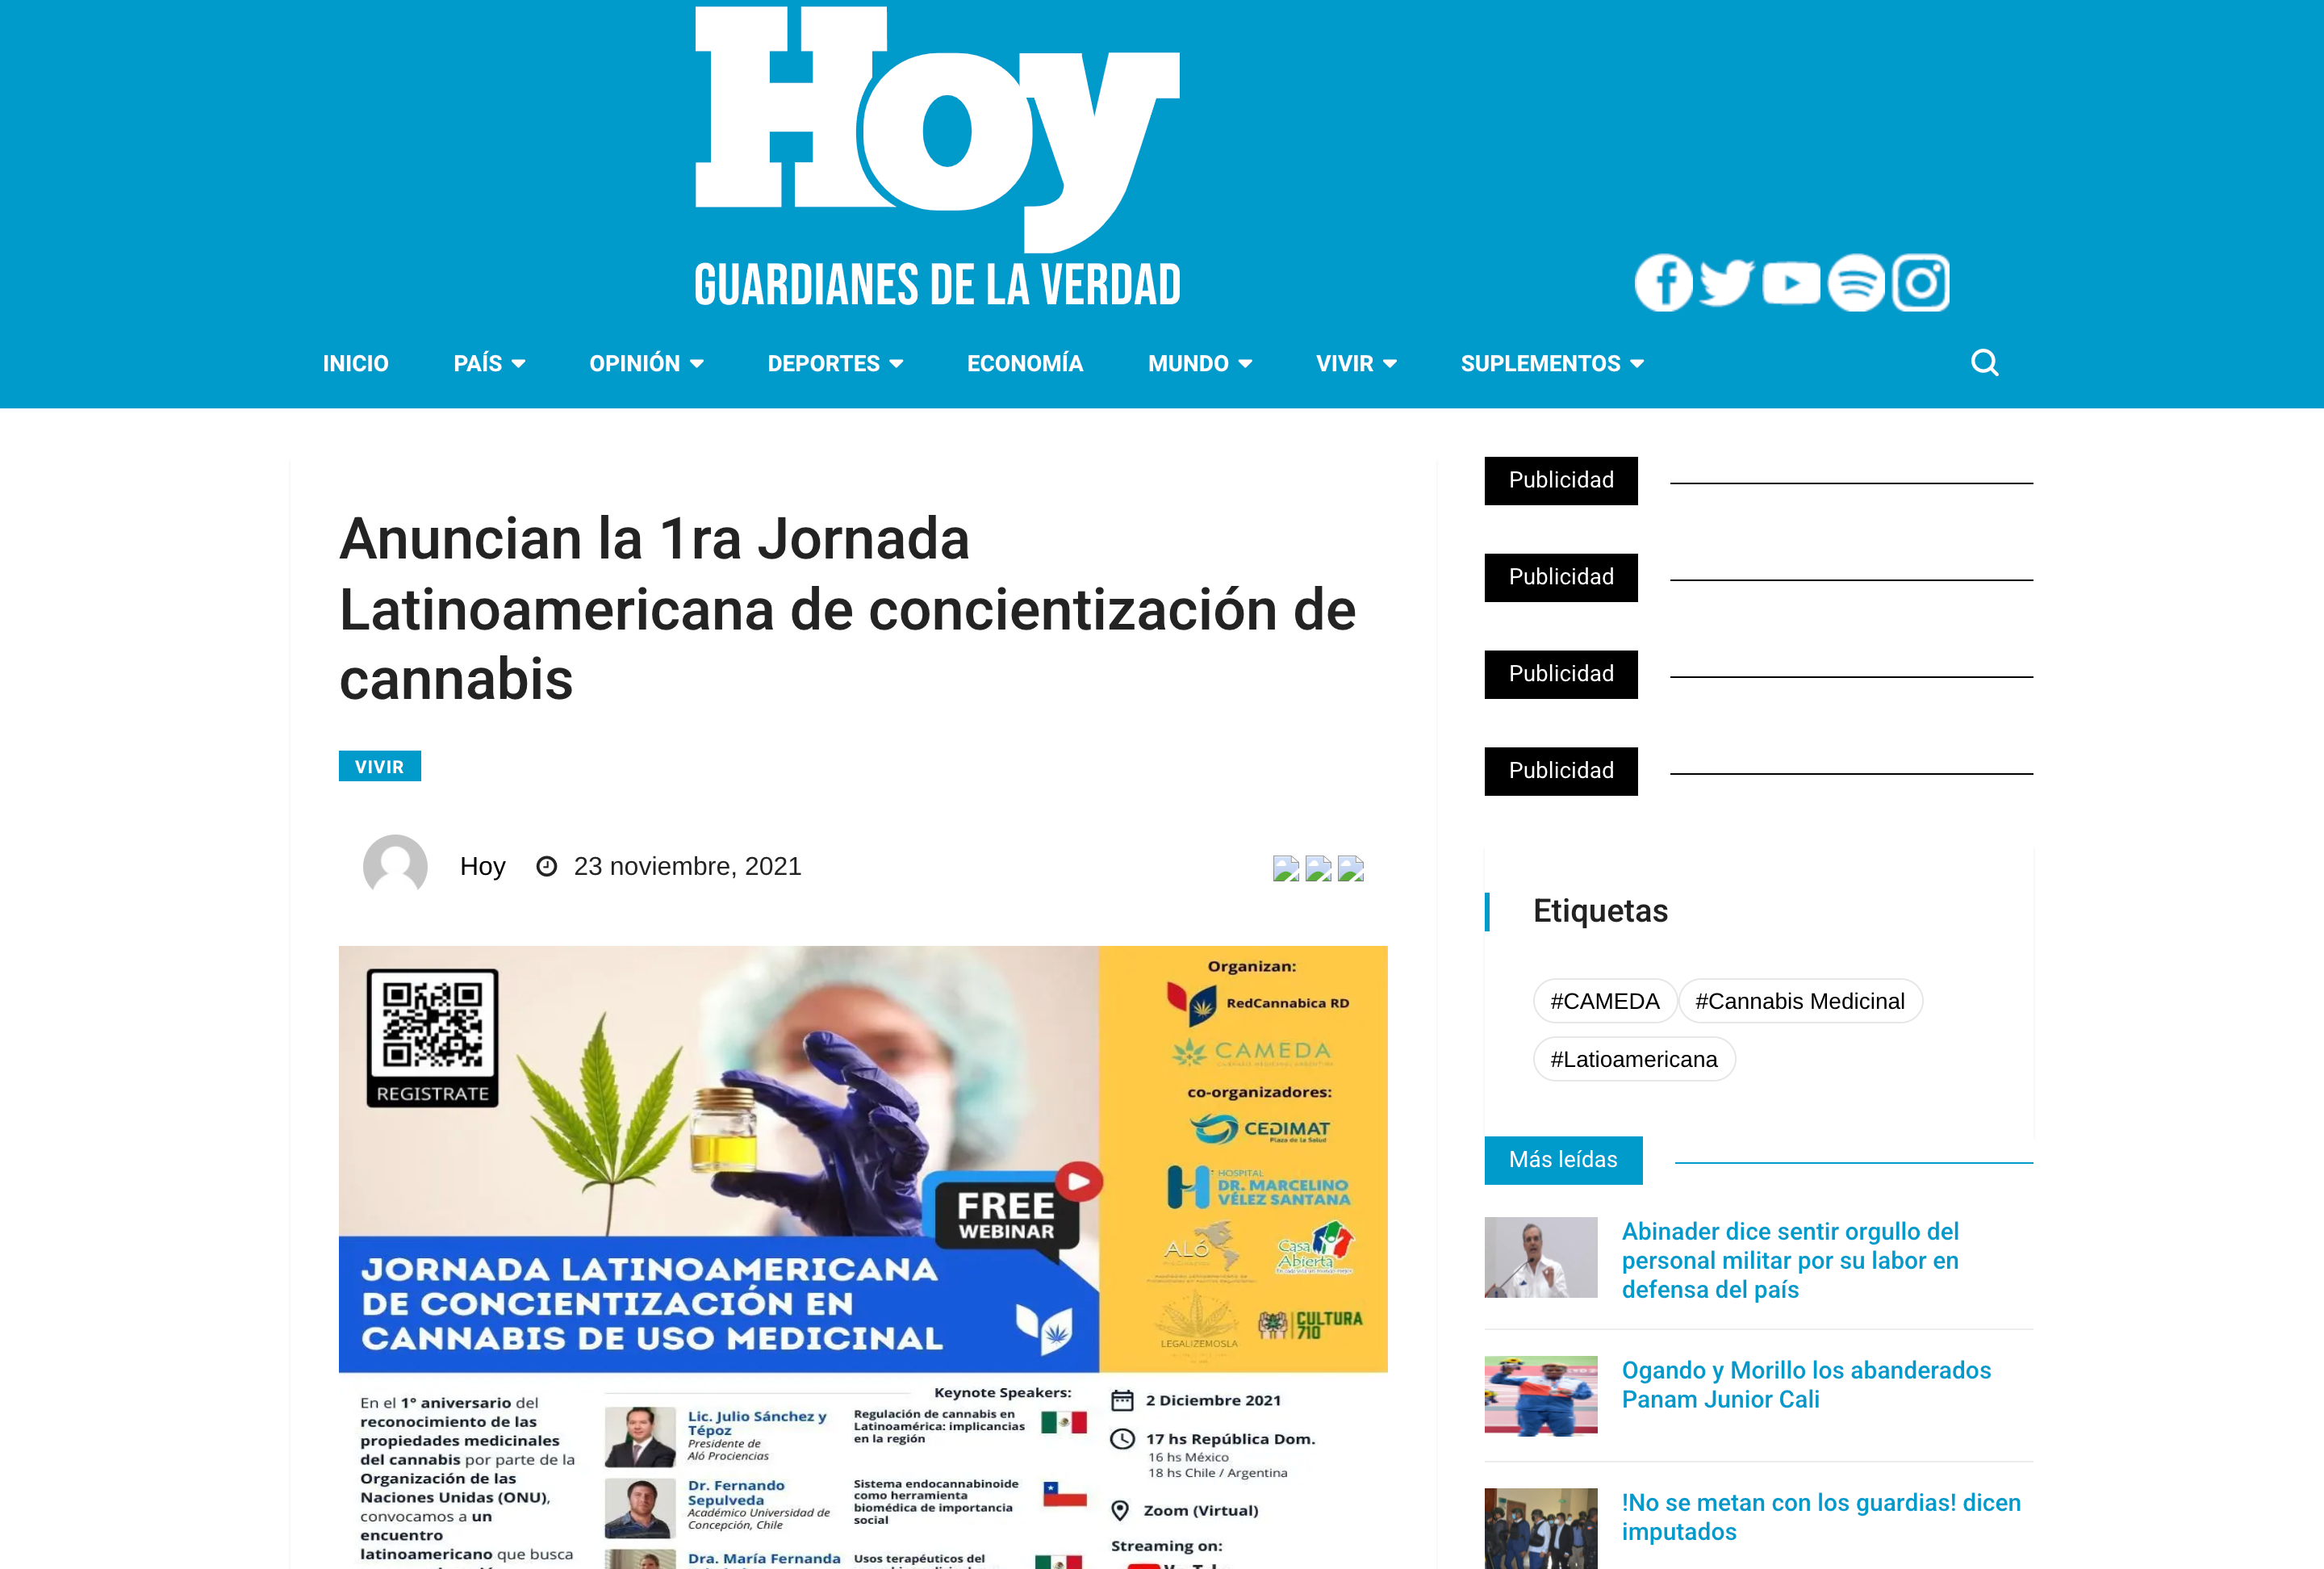 Hoy
GUARDIANES DE LA VERDAD
INICIO
PAÍS
OPINIÓN
DEPORTES
ECONOMÍA
MUNDO
VIVIR
SUPLEMENTOS
Anuncian la 1ra Jornada
Latinoamericana de concientización de
cannabis
VIVIR
Hoy
23 noviembre, 2021
REGISTRATE
FREE
WEBINAR
JORNADA LATINOAMERICANA
DE CONCIENTIZACIÓN EN
CANNABIS DE USO MEDICINAL
Organizan:
RedCannabica RD
CAMEDA
co-organizadores:
CEDIMAT
Plaza de la Salud
HOSPITAL
DR. MARCELINO
VÉLEZ SANTANA
ALÓ
Casa
Abierta
LEGALIZEMOSLA
CULTURA
710
En el 1° aniversario del
reconocimiento de las
propiedades medicinales
del cannabis por parte de la
Organización de las
Naciones Unidas (ONU),
convocamos a un
encuentro
latinoamericano que busca
Keynote Speakers:
Lic. Julio Sánchez y
Tépoz
Presidente de
Aló Prociencias
Regulación de cannabis en
Latinoamérica: implicancias
en la región
Dr. Fernando
Sepulveda
Académico Universidad de
Concepción, Chile
Sistema endocannabinoide
como herramienta
biomédica de importancia
social
Dra. María Fernanda
Usos terapéuticos del
2 Diciembre 2021
17 hs República Dom.
16 hs México
18 hs Chile / Argentina
Zoom (Virtual)
Streaming on:
Publicidad
Publicidad
Publicidad
Publicidad
Etiquetas
#CAMEDA
#Cannabis Medicinal
#Latioamericana
Más leídas
Abinader dice sentir orgullo del
personal militar por su labor en
defensa del país
Ogando y Morillo los abanderados
Panam Junior Cali
!No se metan con los guardias! dicen
imputados